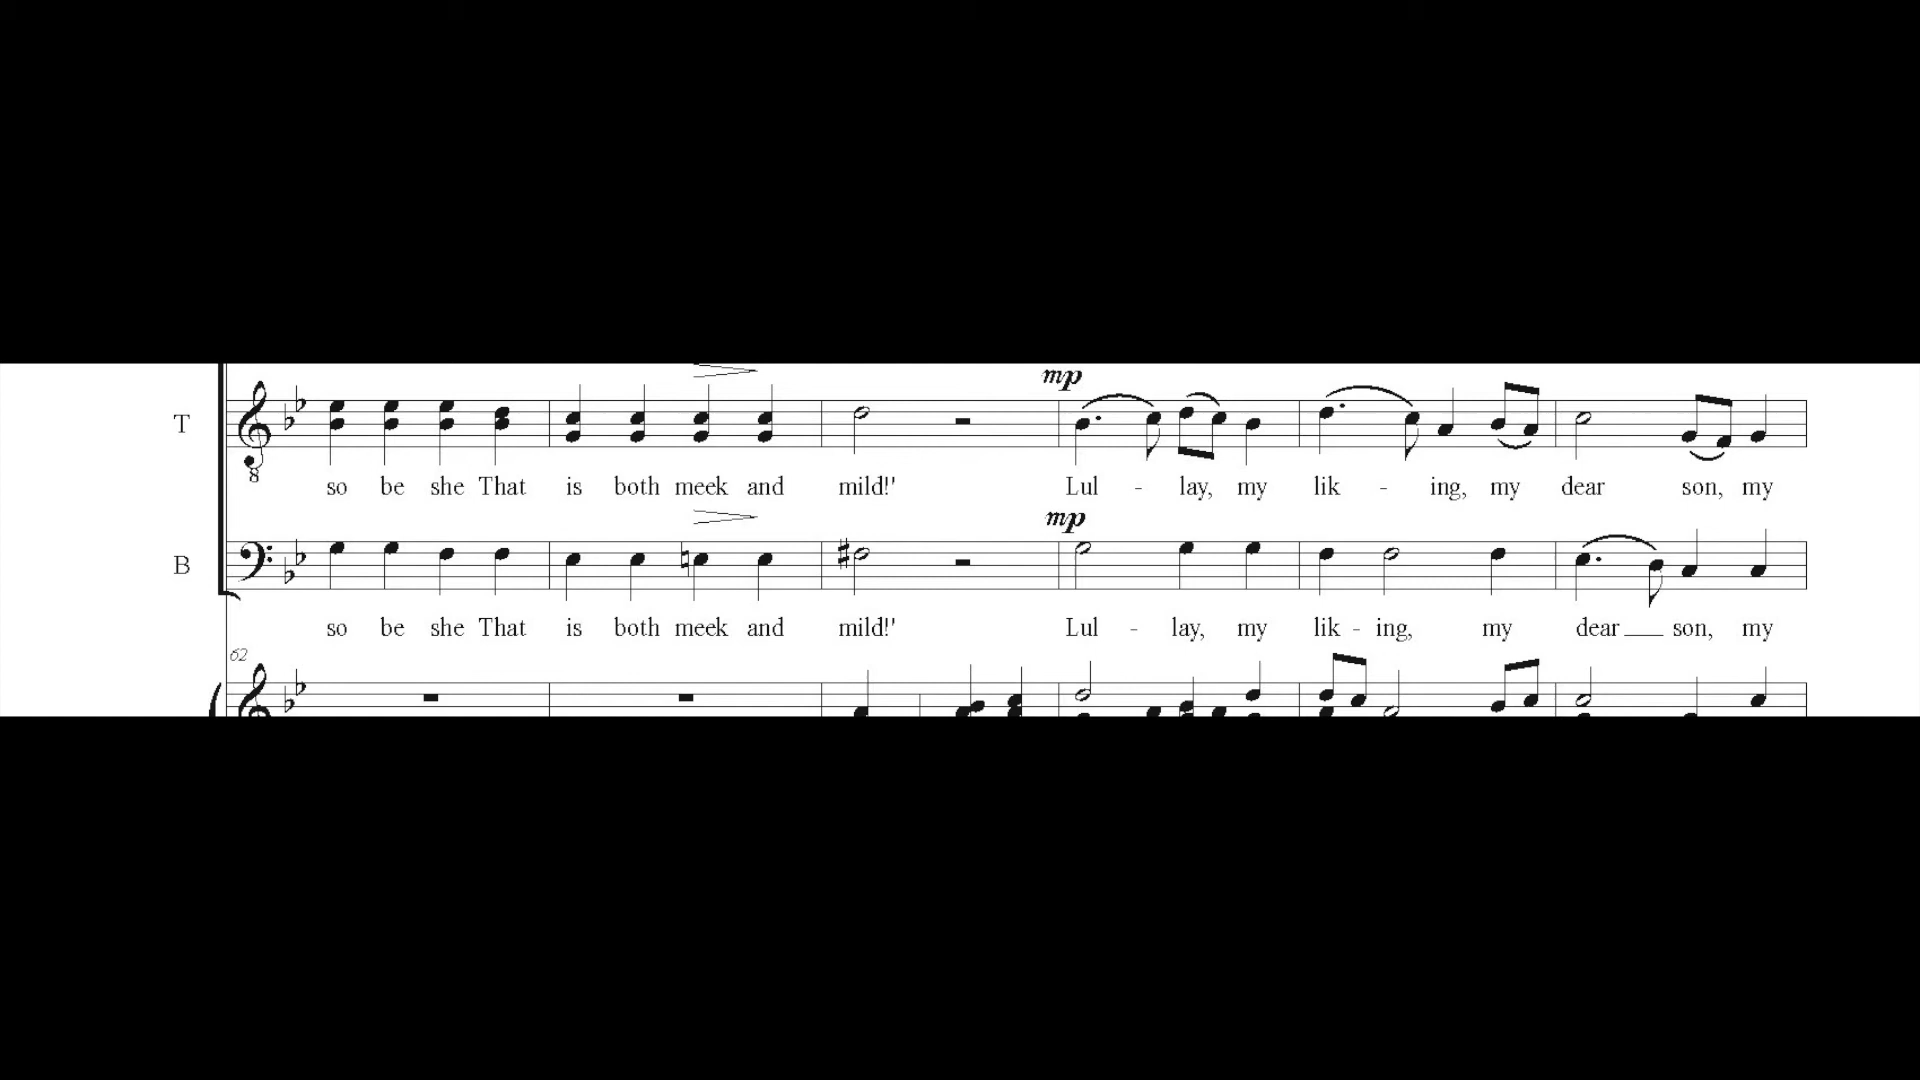 mp
T
8
so be she That is both meek and mild!' Lul - lay, my lik - ing, my dear son, my
mp
B
so be she That is both meek and mild!' Lul - lay, my lik - ing, my dear son, my
62